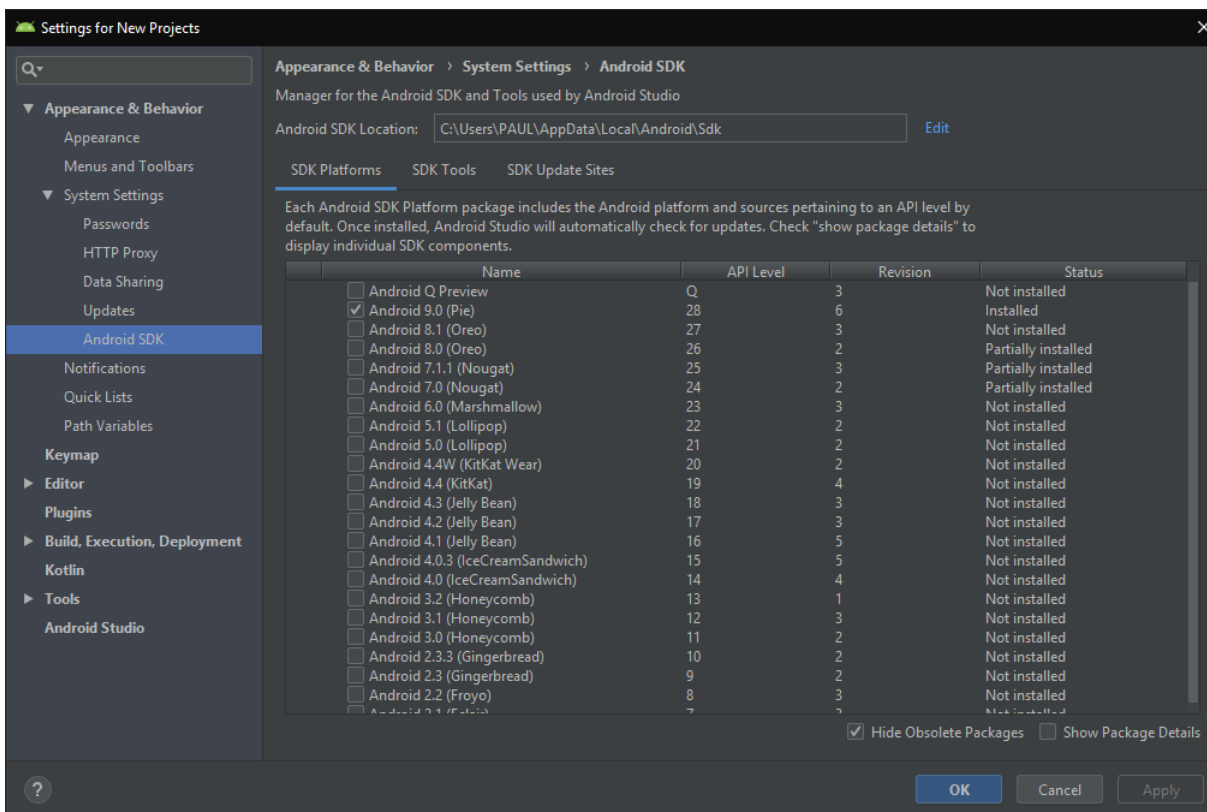 Settings for New Projects
Appearance & Behavior
Appearance
Menus and Toolbars
System Settings
Passwords
HTTP Proxy
Data Sharing
Updates
Android SDK
Notifications
Quick Lists
Path Variables
Keymap
Editor
Plugins
Build, Execution, Deployment
Kotlin
Tools
Android Studio
Appearance & Behavior › System Settings › Android SDK
Manager for the Android SDK and Tools used by Android Studio
Android SDK Location: C:\Users\PAUL\AppData\Local\Android\Sdk Edit
SDK Platforms SDK Tools SDK Update Sites
Each Android SDK Platform package includes the Android platform and sources pertaining to an API level by
default. Once installed, Android Studio will automatically check for updates. Check "show package details" to
display individual SDK components.
Name API Level Revision Status
Android Q Preview Q 3 Not installed
Android 9.0 (Pie) 28 6 Installed
Android 8.1 (Oreo) 27 3 Not installed
Android 8.0 (Oreo) 26 2 Partially installed
Android 7.1.1 (Nougat) 25 3 Partially installed
Android 7.0 (Nougat) 24 2 Partially installed
Android 6.0 (Marshmallow) 23 3 Not installed
Android 5.1 (Lollipop) 22 2 Not installed
Android 5.0 (Lollipop) 21 2 Not installed
Android 4.4W (KitKat Wear) 20 2 Not installed
Android 4.4 (KitKat) 19 4 Not installed
Android 4.3 (Jelly Bean) 18 3 Not installed
Android 4.2 (Jelly Bean) 17 3 Not installed
Android 4.1 (Jelly Bean) 16 5 Not installed
Android 4.0.3 (IceCreamSandwich) 15 5 Not installed
Android 4.0 (IceCreamSandwich) 14 4 Not installed
Android 3.2 (Honeycomb) 13 1 Not installed
Android 3.1 (Honeycomb) 12 3 Not installed
Android 3.0 (Honeycomb) 11 2 Not installed
Android 2.3.3 (Gingerbread) 10 2 Not installed
Android 2.3 (Gingerbread) 9 2 Not installed
Android 2.2 (Froyo) 8 3 Not installed
Android 2.1 (Eclair) 7 Not installed
Hide Obsolete Packages Show Package Details
? OK Cancel Apply